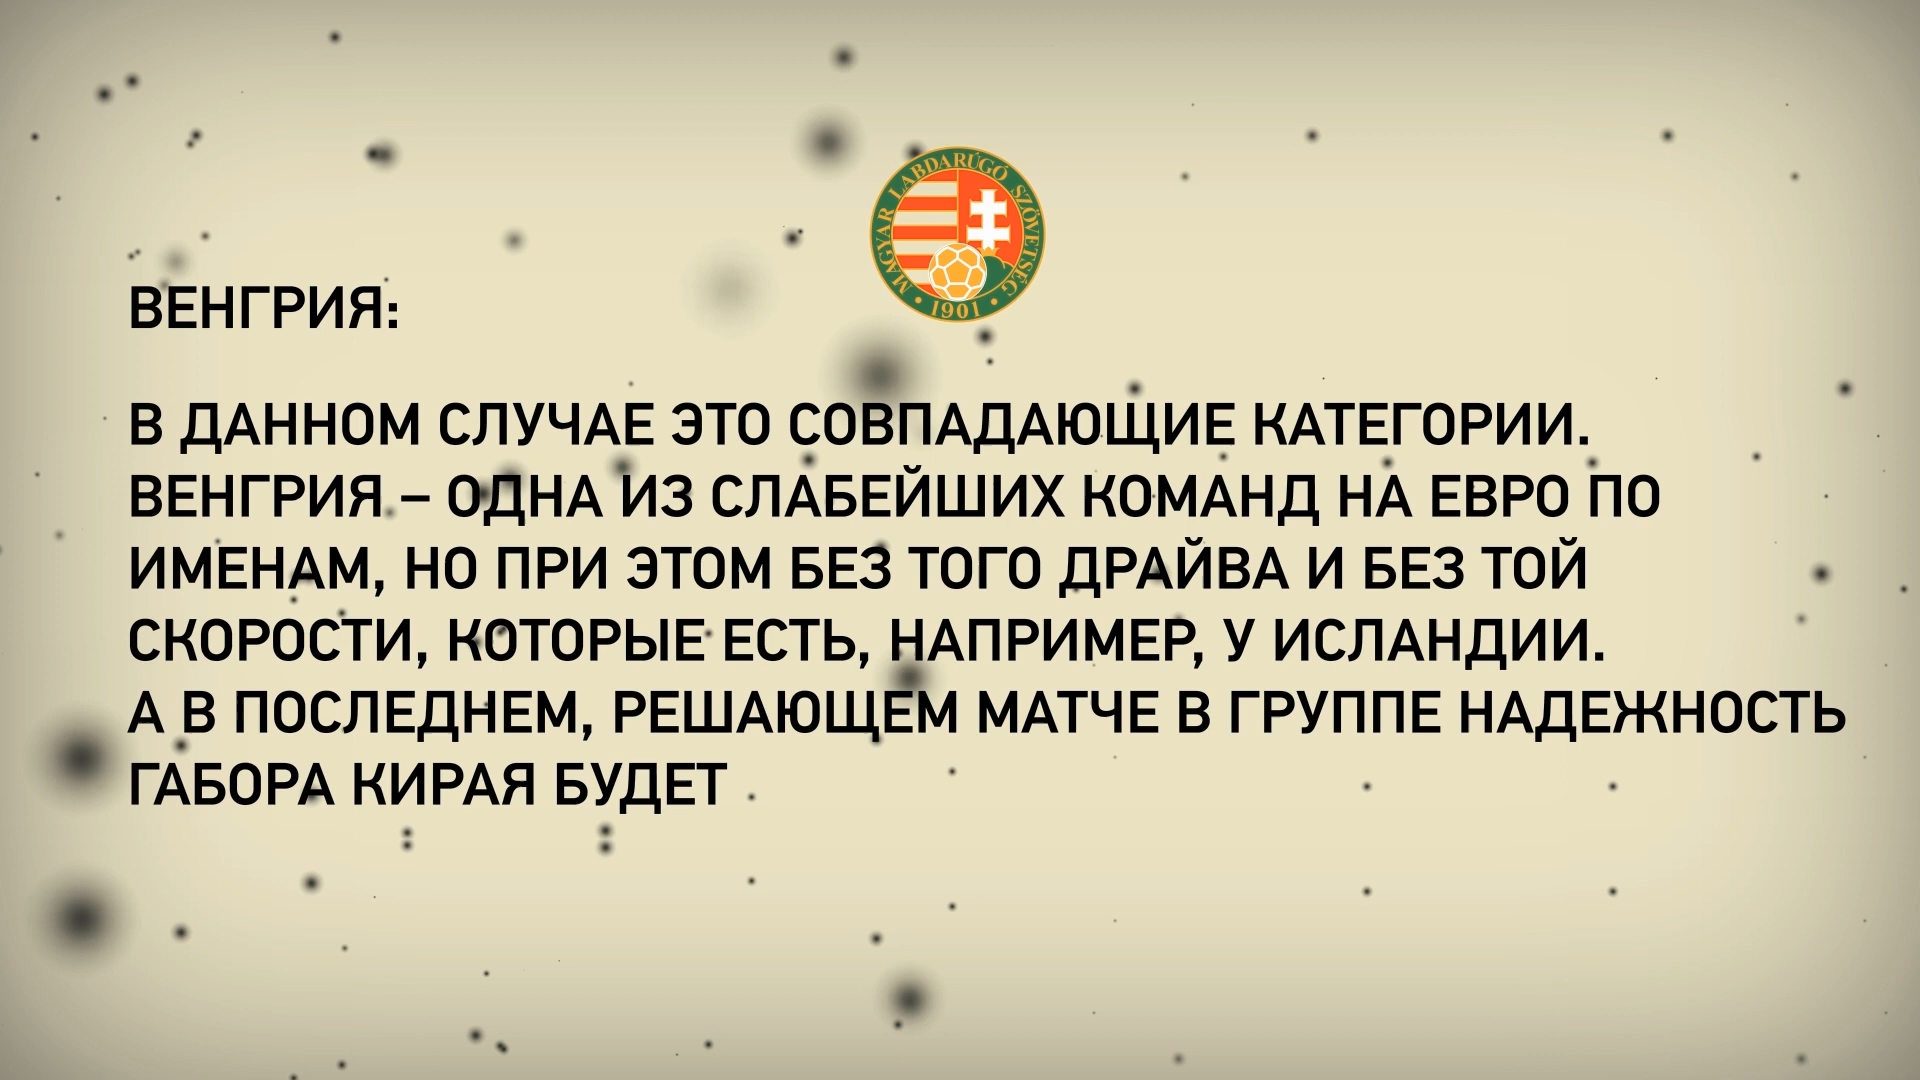 MAGYAR LABDARÚGÓ SZÖVETSÉG
• 1901 •
ВЕНГРИЯ:
В ДАННОМ СЛУЧАЕ ЭТО СОВПАДАЮЩИЕ КАТЕГОРИИ.
ВЕНГРИЯ – ОДНА ИЗ СЛАБЕЙШИХ КОМАНД НА ЕВРО ПО
ИМЕНАМ, НО ПРИ ЭТОМ БЕЗ ТОГО ДРАЙВА И БЕЗ ТОЙ
СКОРОСТИ, КОТОРЫЕ ЕСТЬ, НАПРИМЕР, У ИСЛАНДИИ.
А В ПОСЛЕДНЕМ, РЕШАЮЩЕМ МАТЧЕ В ГРУППЕ НАДЕЖНОСТЬ
ГАБОРА КИРАЯ БУДЕТ